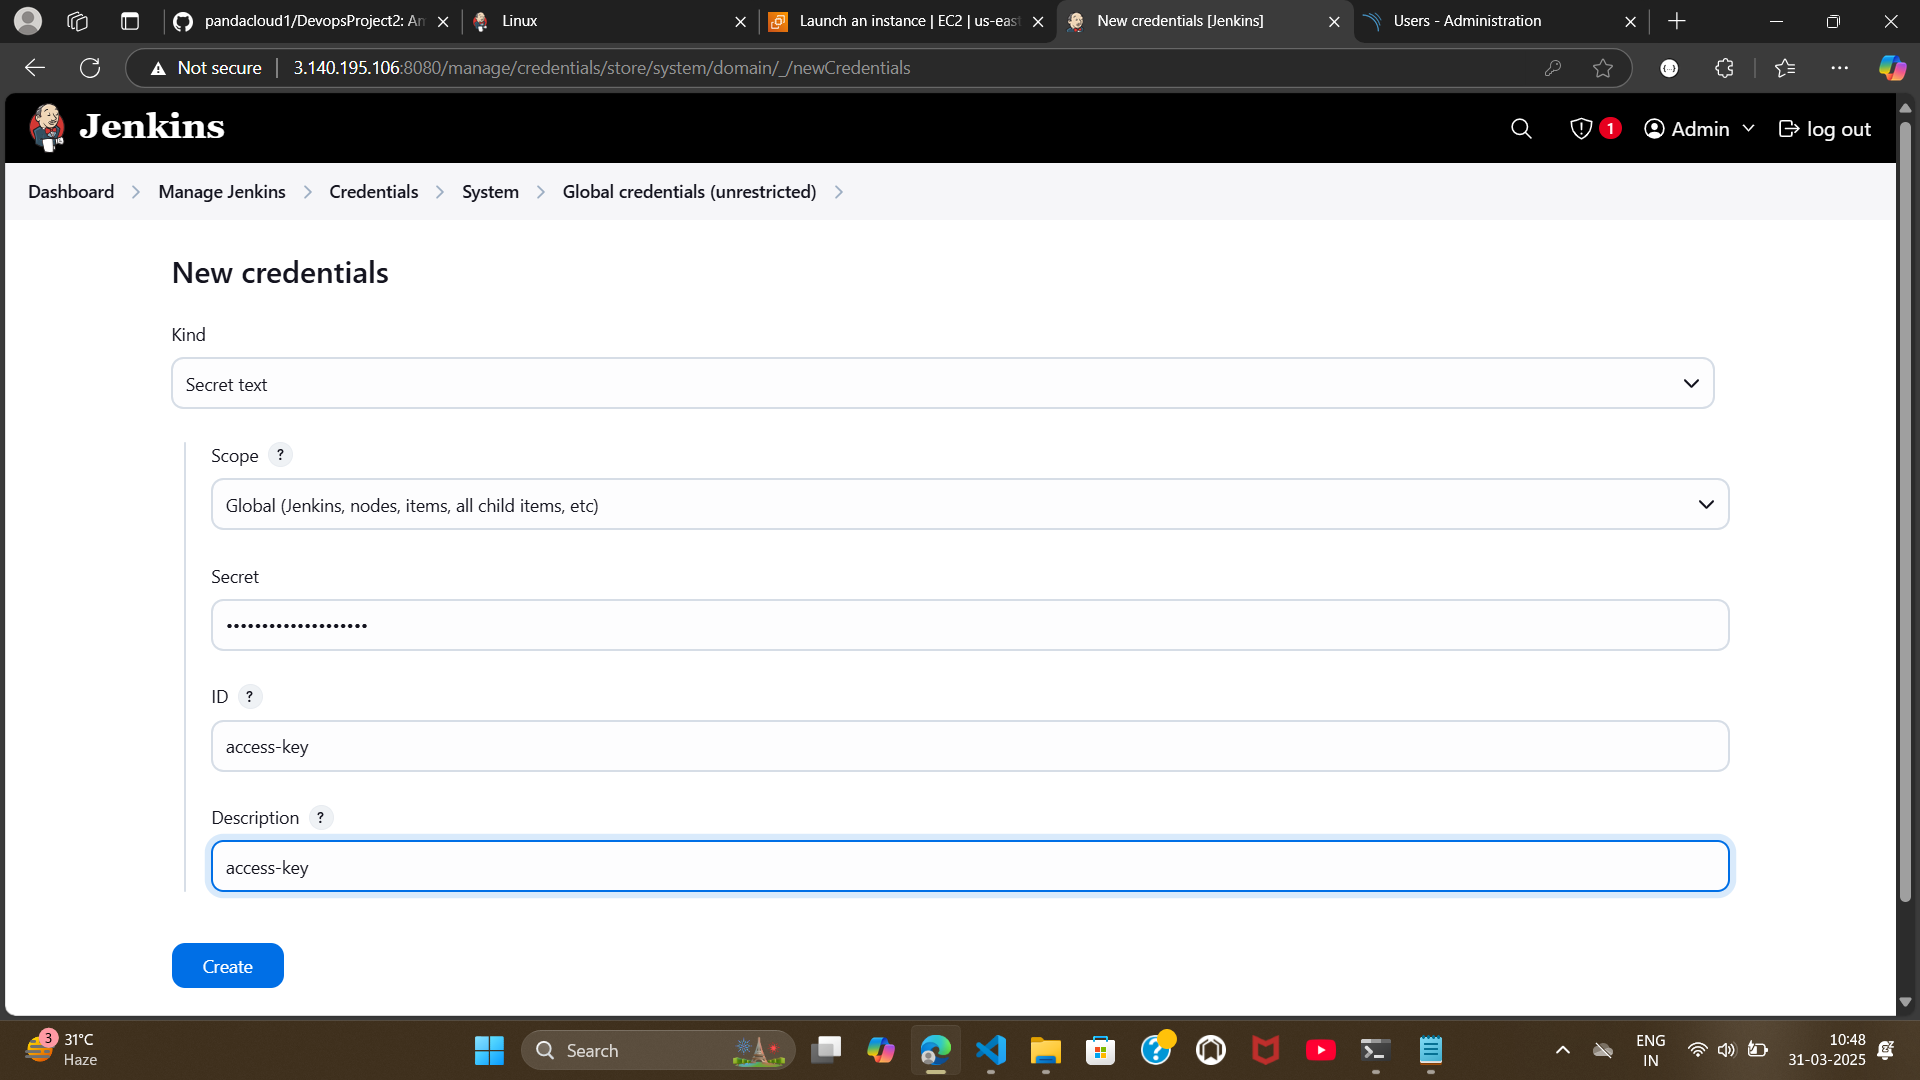 pandacloud1/DevopsProject2: Am
Linux
Launch an instance | EC2 | us-east
New credentials [Jenkins]
Users - Administration
Not secure
3.140.195.106:8080/manage/credentials/store/system/domain/_/newCredentials
Jenkins
1
Admin
log out
Dashboard
Manage Jenkins
Credentials
System
Global credentials (unrestricted)
New credentials
Kind
Secret text
Scope ?
Global (Jenkins, nodes, items, all child items, etc)
Secret
••••••••••••••••••••
ID ?
access-key
Description ?
access-key
Create
3
31°C
Haze
Search
ENG
IN
10:48
31-03-2025